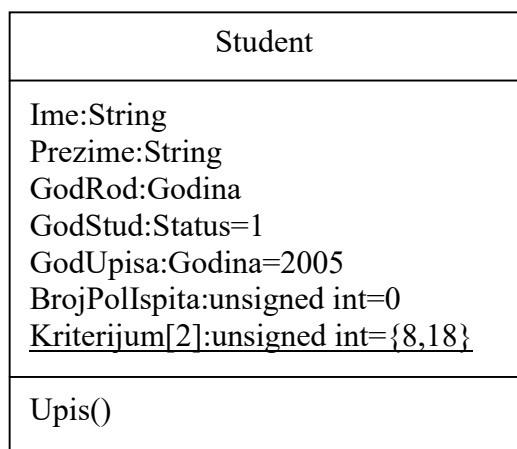 Student
Ime:String
Prezime:String
GodRod:Godina
GodStud:Status=1
GodUpisa:Godina=2005
BrojPolIspita:unsigned int=0
Kriterijum[2]:unsigned int={8,18}
Upis()